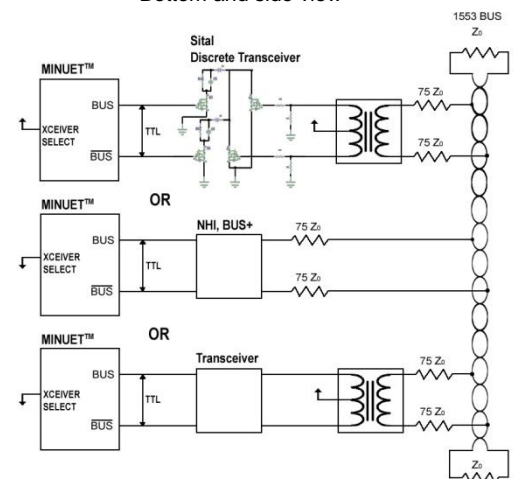 Bottom and side view
1553 BUS
Z₀
Sital
Discrete Transceiver
MINUET™
BUS
XCEIVER
SELECT
TTL
BUS
75 Z₀
75 Z₀
OR
MINUET™
BUS
XCEIVER
SELECT
TTL
BUS
NHI, BUS+
75 Z₀
75 Z₀
OR
MINUET™
BUS
XCEIVER
SELECT
TTL
BUS
Transceiver
75 Z₀
75 Z₀
Z₀